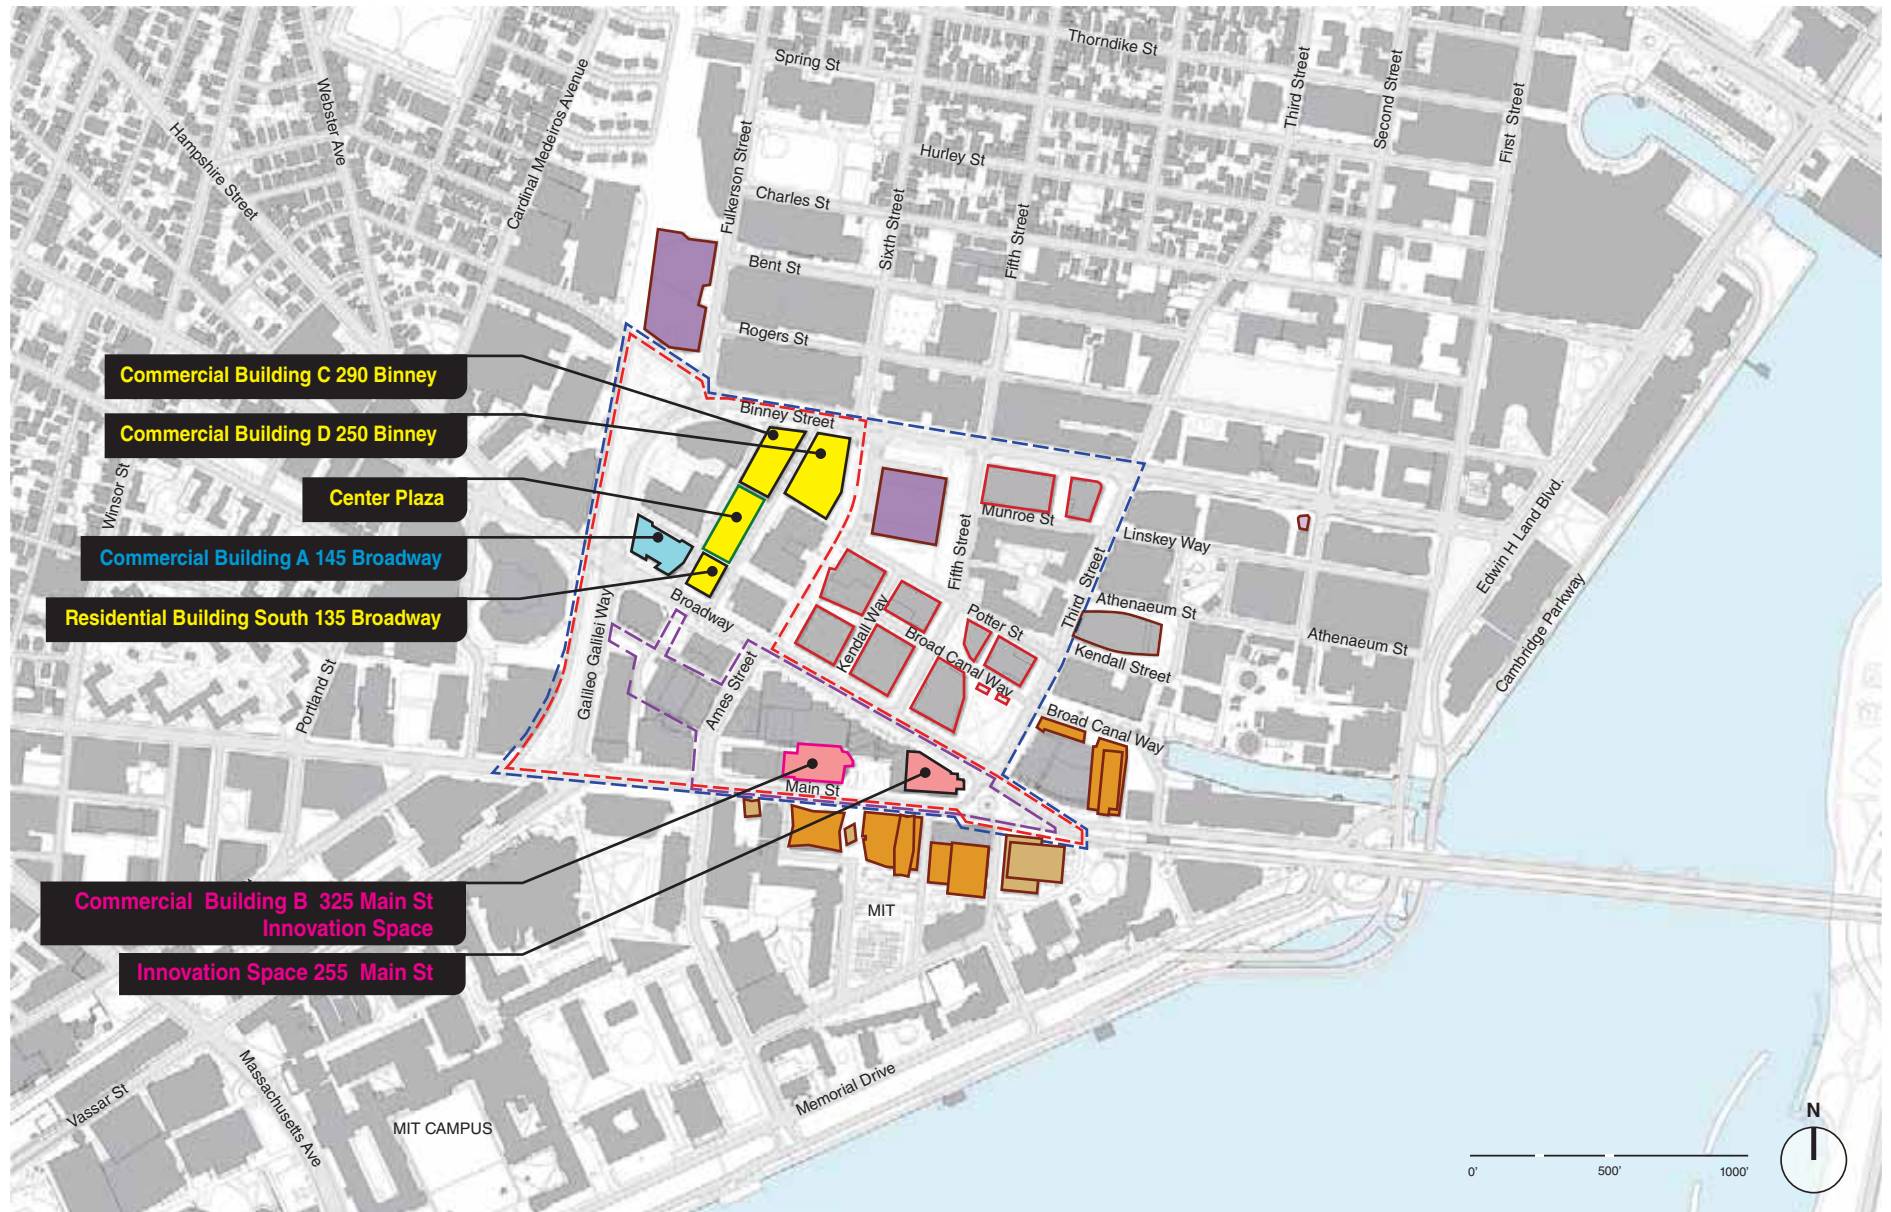 Thorndike St
Spring St
Third Street
Second Street
First Street
Webster Ave
Cardinal Medeiros Avenue
Hampshire Street
Fulkerson Street
Hurley St
Charles St
Sixth Street
Fifth Street
Bent St
Rogers St
Commercial Building C 290 Binney
Binney Street
Commercial Building D 250 Binney
Winsor St
Center Plaza
Munroe St
Linskey Way
Edwin H Land Blvd.
Commercial Building A 145 Broadway
Fifth Street
Third Street
Residential Building South 135 Broadway
Broadway
Athenaeum St
Potter St
Athenaeum St
Cambridge Parkway
Kendall Way
Broad Canal Way
Kendall Street
Galileo Galilei Way
Ames Street
Portland St
Broad Canal Way
Main St
Commercial Building B 325 Main St
Innovation Space
MIT
Innovation Space 255 Main St
Memorial Drive
Vassar St
Massachusetts Ave
MIT CAMPUS
N
0'
500'
1000'